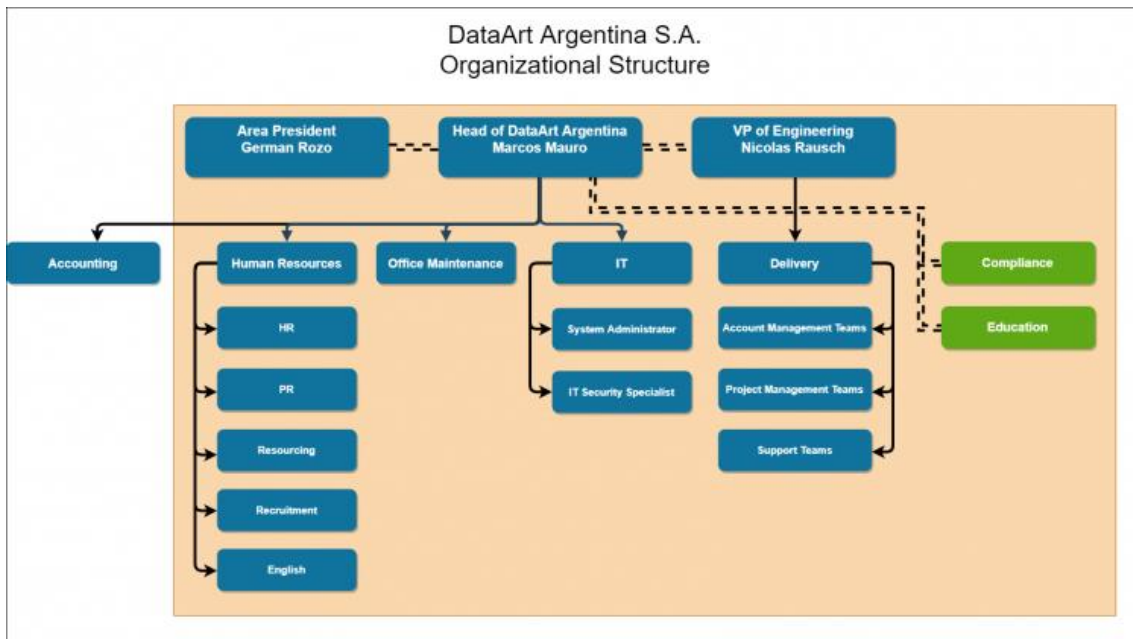 DataArt Argentina S.A.
Organizational Structure
Area President
German Rozo
Head of DataArt Argentina
Marcos Mauro
VP of Engineering
Nicolas Rausch
Accounting
Human Resources
Office Maintenance
IT
Delivery
Compliance
HR
System Administrator
Account Management Teams
Education
PR
IT Security Specialist
Project Management Teams
Resourcing
Support Teams
Recruitment
English